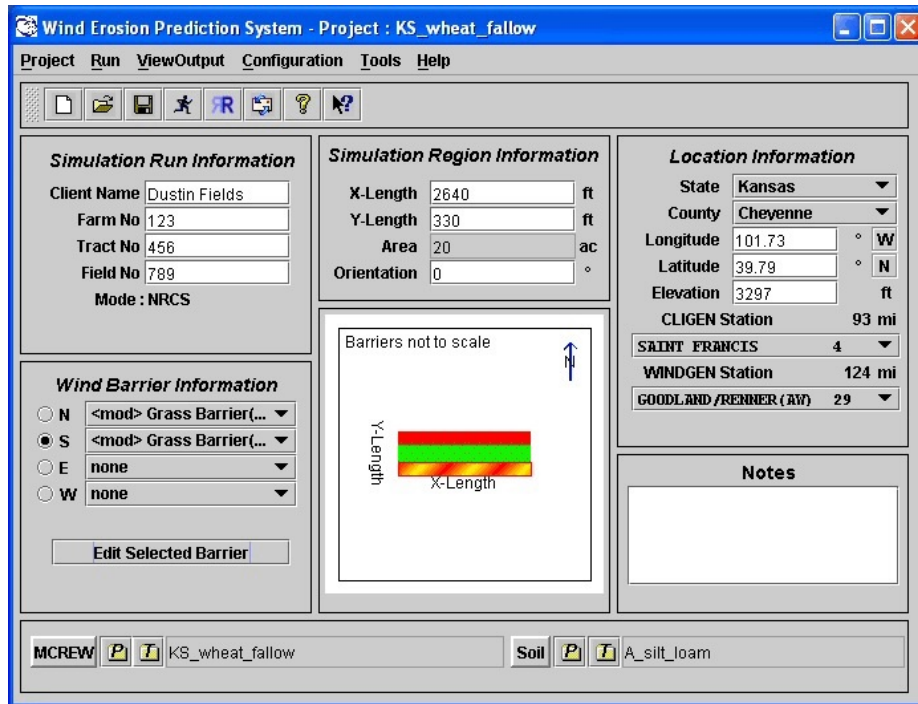 Wind Erosion Prediction System - Project : KS_wheat_fallow
Project Run ViewOutput Configuration Tools Help
Simulation Run Information
Client Name Dustin Fields
Farm No 123
Tract No 456
Field No 789
Mode : NRCS
Simulation Region Information
X-Length 2640 ft
Y-Length 330 ft
Area 20 ac
Orientation 0 °
Location Information
State Kansas
County Cheyenne
Longitude 101.73 ° W
Latitude 39.79 ° N
Elevation 3297 ft
CLIGEN Station 93 mi
SAINT FRANCIS 4
WINDGEN Station 124 mi
GOODLAND/RENNER(AW) 29
Wind Barrier Information
N <mod> Grass Barrier(...
S <mod> Grass Barrier(...
E none
W none
Edit Selected Barrier
Barriers not to scale
N
Y-Length
X-Length
Notes
MCREW P T KS_wheat_fallow
Soil P T A_silt_loam